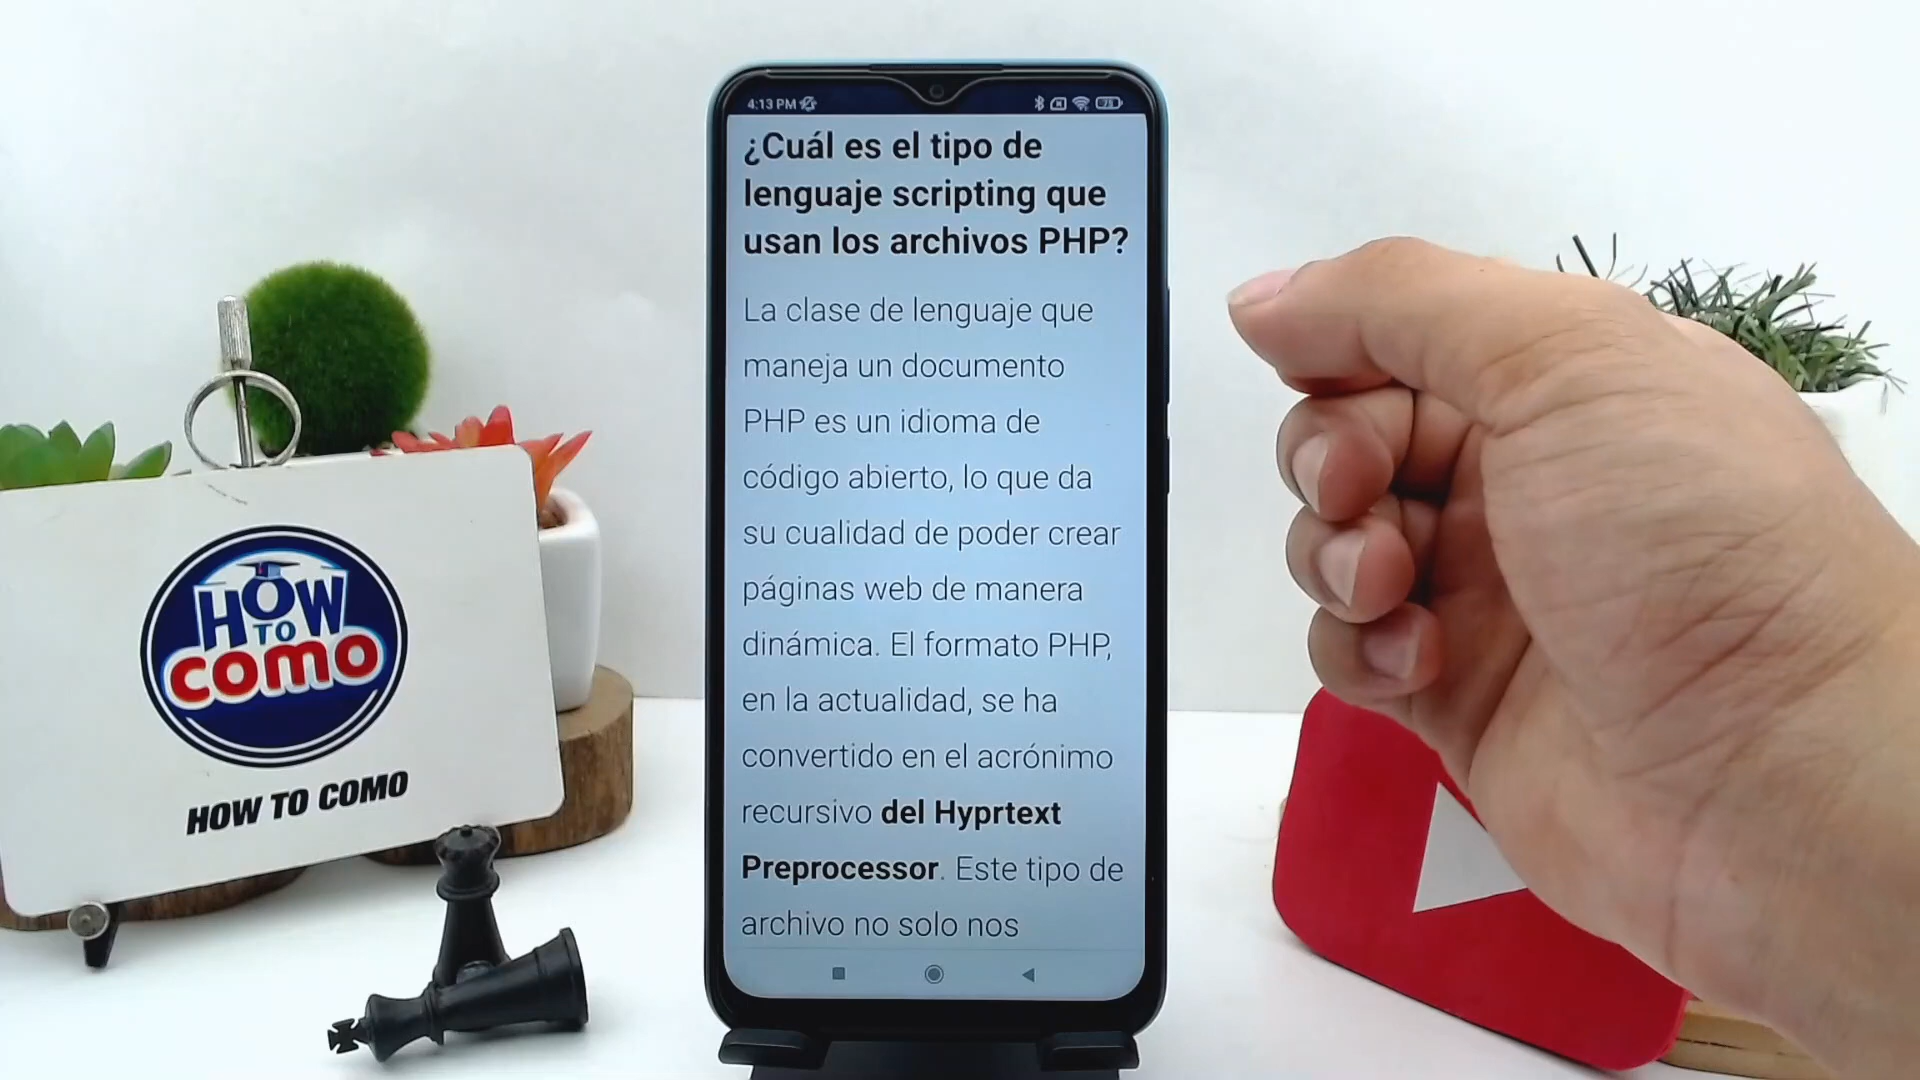 4:13 PM
75
¿Cuál es el tipo de
lenguaje scripting que
usan los archivos PHP?
La clase de lenguaje que
maneja un documento
PHP es un idioma de
código abierto, lo que da
su cualidad de poder crear
páginas web de manera
dinámica. El formato PHP,
en la actualidad, se ha
convertido en el acrónimo
recursivo del Hyprtext
Preprocessor. Este tipo de
archivo no solo nos
HOW
TO
COMO
HOW TO COMO